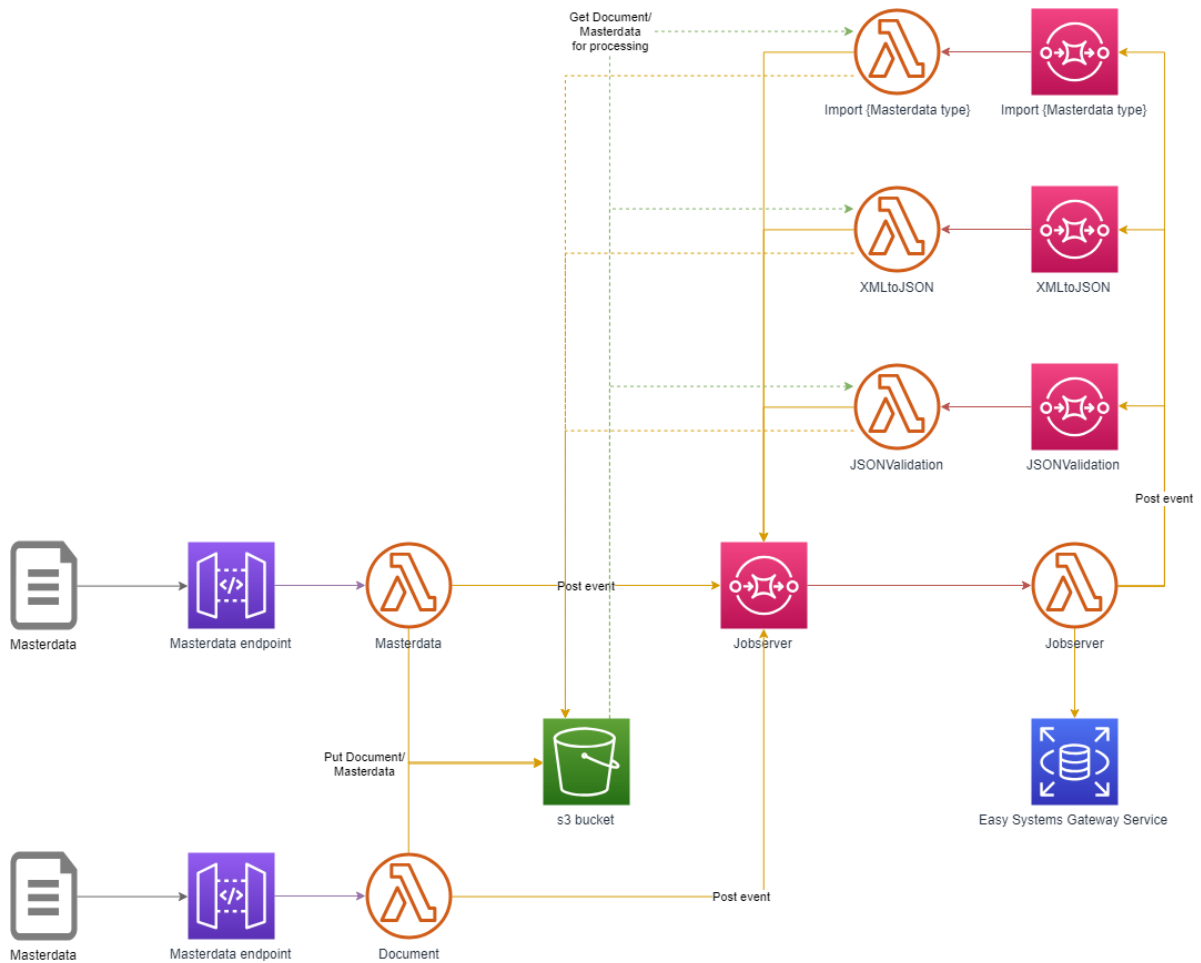 Get Document/
Masterdata
for processing
Import {Masterdata type}
Import {Masterdata type}
XMLtoJSON
XMLtoJSON
JSONValidation
JSONValidation
Post event
Post event
Masterdata
Masterdata endpoint
Masterdata
Jobserver
Jobserver
Put Document/
Masterdata
s3 bucket
Easy Systems Gateway Service
Post event
Masterdata
Masterdata endpoint
Document